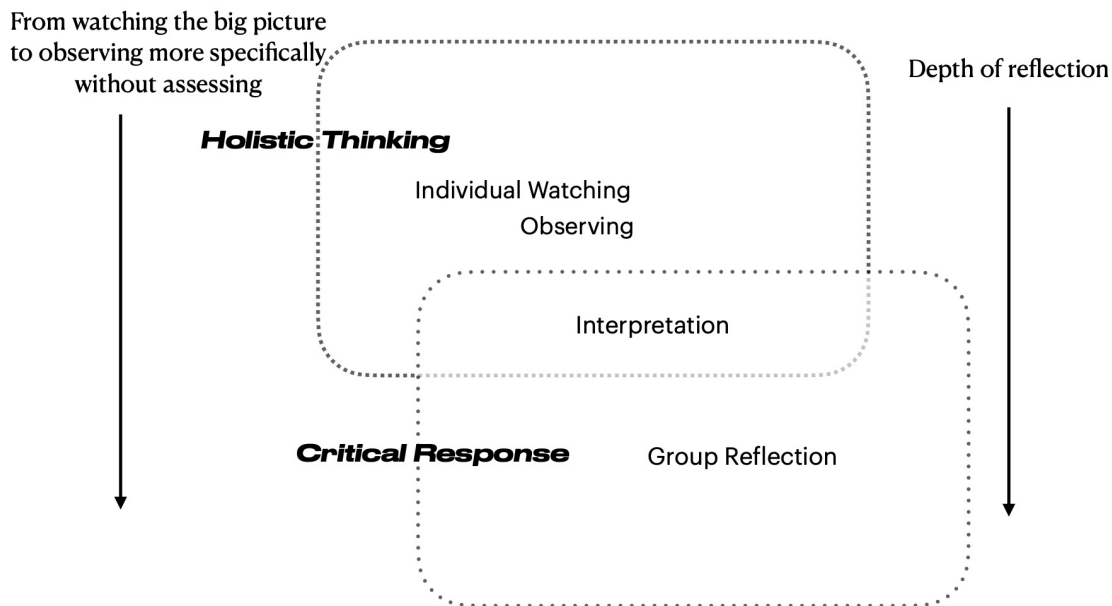 From watching the big picture
to observing more specifically
without assessing
Depth of reflection
Holistic Thinking
Individual Watching
Observing
Interpretation
Critical Response
Group Reflection